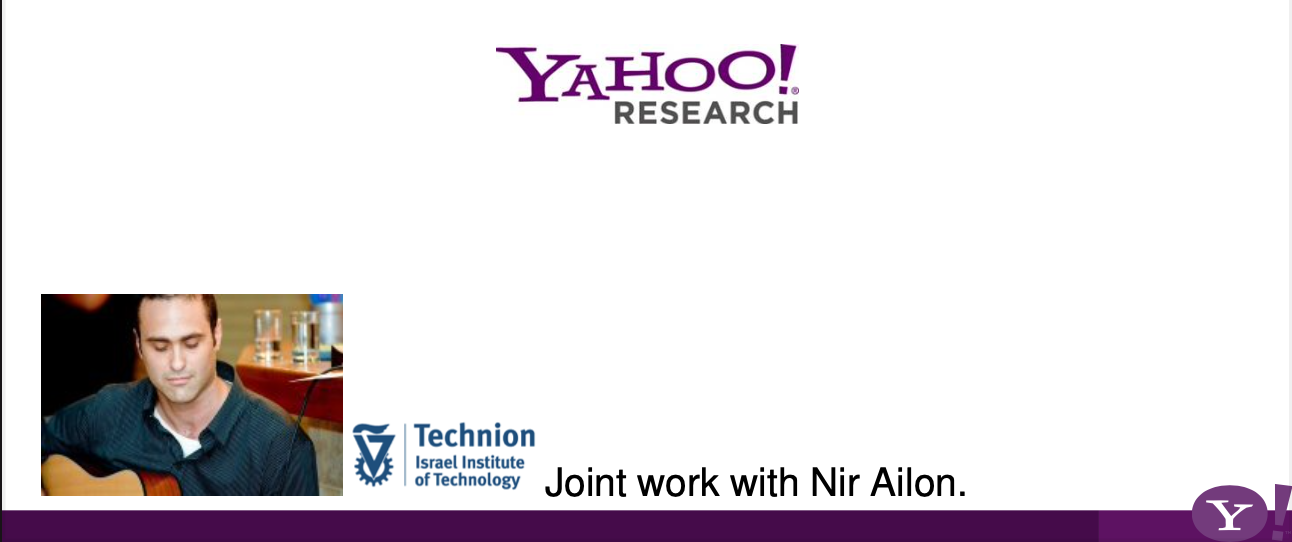 YAHOO!®
RESEARCH
Technion
Israel Institute
of Technology
Joint work with Nir Ailon.
Y!